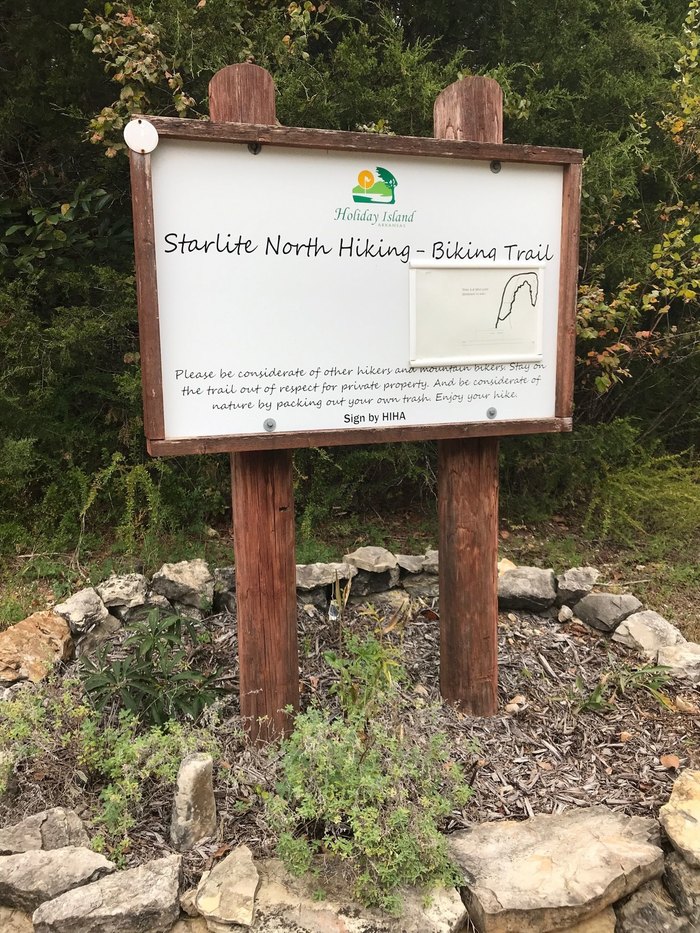 Holiday Island
ARKANSAS
Starlite North Hiking - Biking Trail
Please be considerate of other hikers and mountain bikers. Stay on
the trail out of respect for private property. And be considerate of
nature by packing out your own trash. Enjoy your hike.
Sign by HIHA